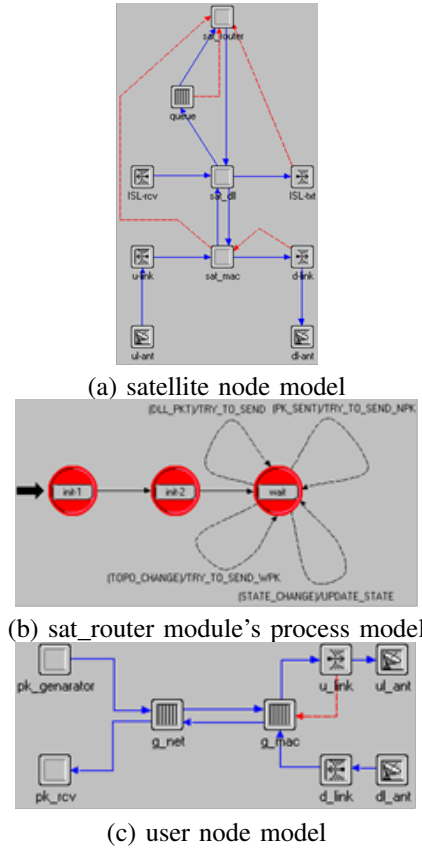 sat_router
queue
ISL-rcv
sat_dll
ISL-txt
u-link
sat_mac
d-link
ul-ant
dl-ant
(a) satellite node model
(DLL_PKT)/TRY_TO_SEND
(PK_SENT)/TRY_TO_SEND_NPK
init-1
init-2
wait
(TOPO_CHANGE)/TRY_TO_SEND_WPK
(STATE_CHANGE)/UPDATE_STATE
(b) sat_router module's process model
pk_genarator
u_link
ul_ant
g_net
g_mac
pk_rcv
d_link
dl_ant
(c) user node model